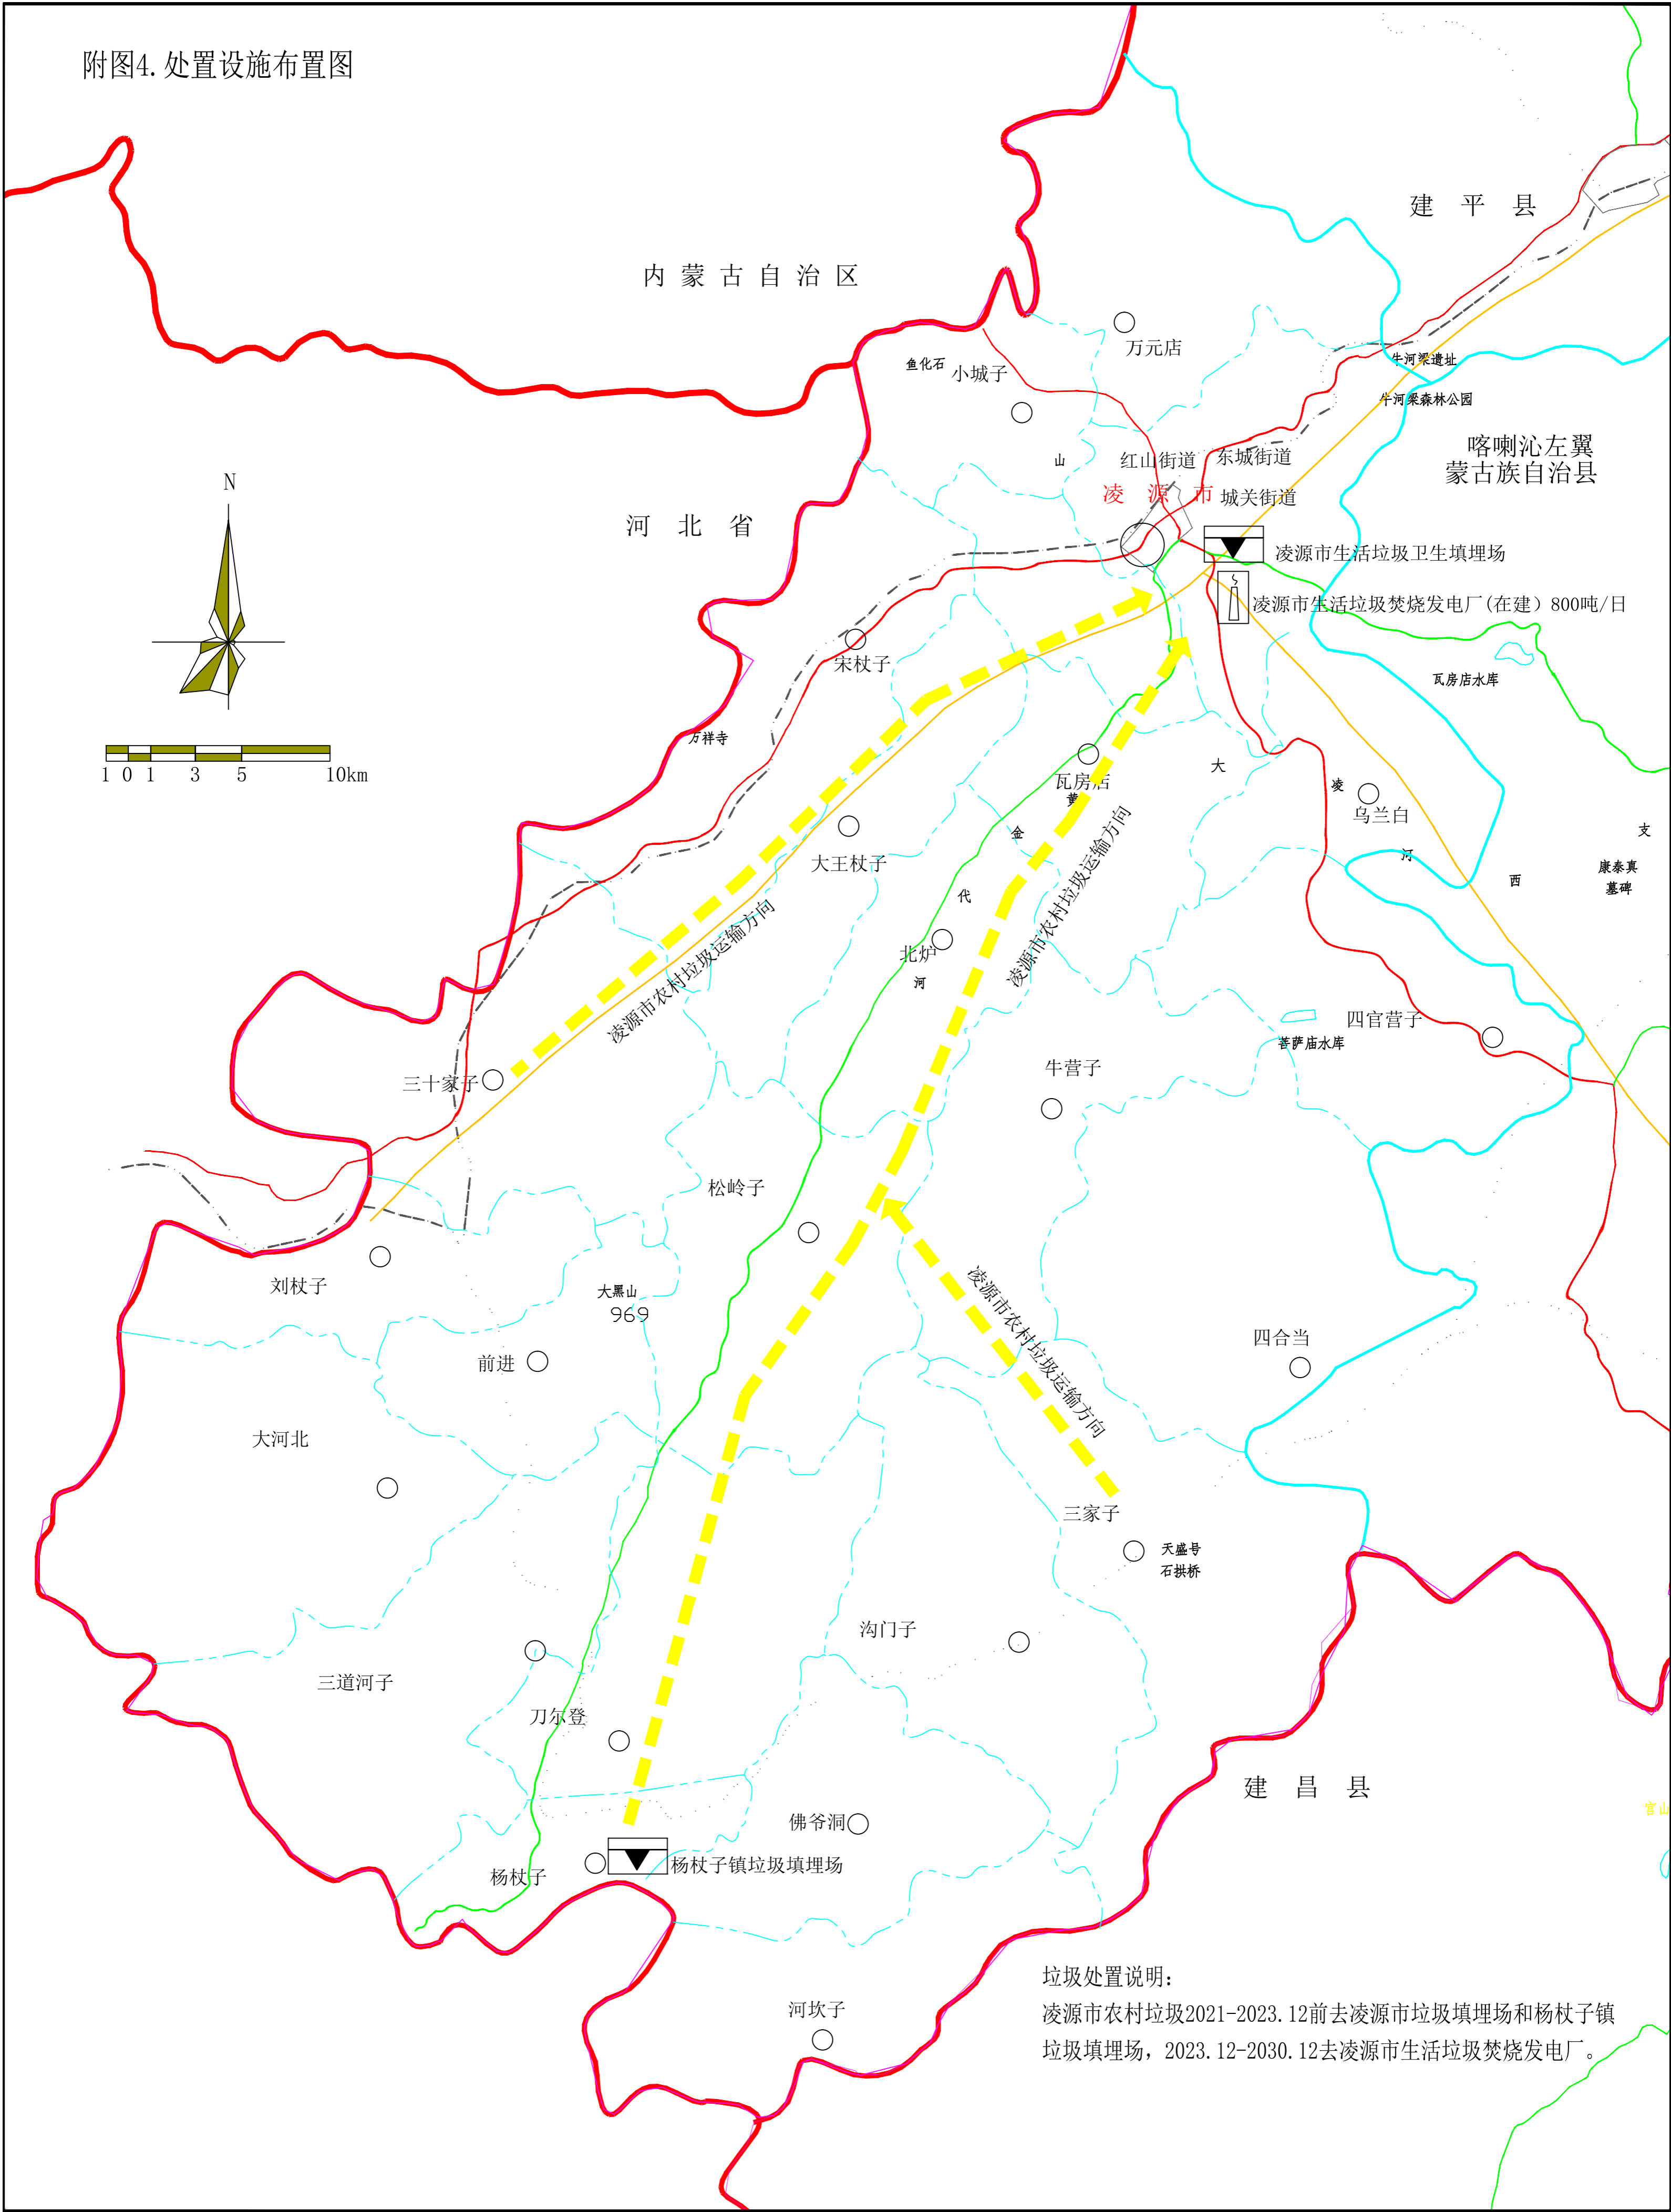 附图4.处置设施布置图
建平县
内蒙古自治区
万元店
鱼化石
小城子
牛河梁遗址
牛河梁森林公园
喀喇沁左翼
蒙古族自治县
山
红山街道
东城街道
凌源市
城关街道
N
河北省
凌源市生活垃圾卫生填埋场
凌源市生活垃圾焚烧发电厂(在建）800吨/日
宋杖子
瓦房店水库
万祥寺
1 0 1 3 5 10km
瓦房店
黄
大
凌
乌兰白
金
支
大王杖子
河
康泰真
墓碑
西
代
凌源市农村垃圾运输方向
凌源市农村垃圾运输方向
北炉
河
四官营子
菩萨庙水库
牛营子
三十家子
松岭子
刘杖子
大黑山
969
凌源市农村垃圾运输方向
四合当
前进
大河北
三家子
天盛号
石拱桥
沟门子
三道河子
刀尔登
建昌县
宫山
佛爷洞
杨杖子
杨杖子镇垃圾填埋场
垃圾处置说明：
河坎子
凌源市农村垃圾2021-2023.12前去凌源市垃圾填埋场和杨杖子镇
垃圾填埋场，2023.12-2030.12去凌源市生活垃圾焚烧发电厂。